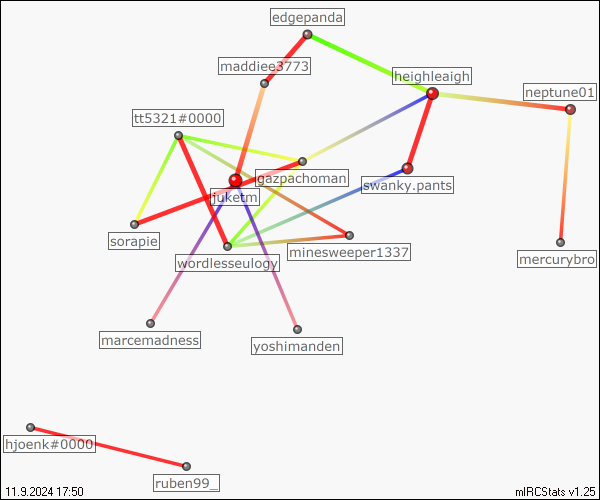 edgepanda
maddiee3773
heighleaigh
neptune01
tt5321#0000
gazpachoman
swanky.pants
juketm
sorapie
minesweeper1337
wordlesseulogy
mercurybro
marcemadness
yoshimanden
hjoenk#0000
ruben99_
11.9.2024 17:50
mIRCStats v1.25